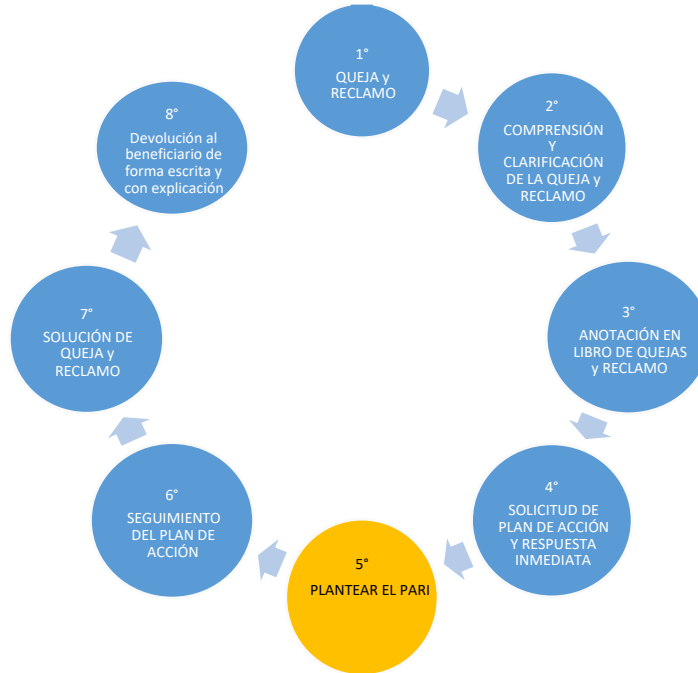 1°
QUEJA y
RECLAMO
2°
COMPRENSIÓN
Y
CLARIFICACIÓN
DE LA QUEJA y
RECLAMO
3°
ANOTACIÓN EN
LIBRO DE QUEJAS
y RECLAMO
4°
SOLICITUD DE
PLAN DE ACCIÓN
Y RESPUESTA
INMEDIATA
5°
PLANTEAR EL PARI
6°
SEGUIMIENTO
DEL PLAN DE
ACCIÓN
7°
SOLUCIÓN DE
QUEJA y
RECLAMO
8°
Devolución al
beneficiario de
forma escrita y
con explicación